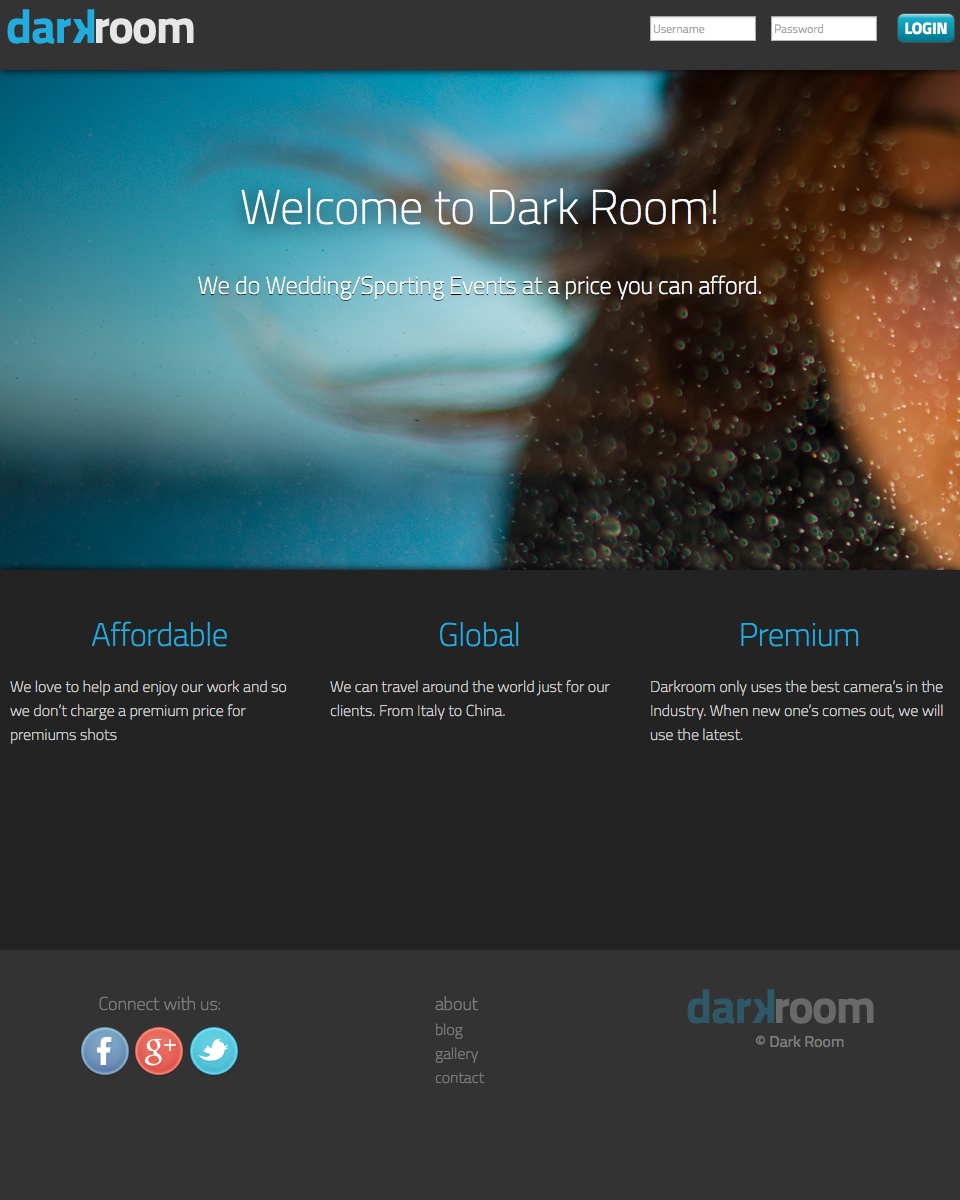 darkroom
Username
Password
LOGIN
Welcome to Dark Room!
We do Wedding/Sporting Events at a price you can afford.
Affordable
We love to help and enjoy our work and so
we don’t charge a premium price for
premiums shots
Global
We can travel around the world just for our
clients. From Italy to China.
Premium
Darkroom only uses the best camera’s in the
Industry. When new one’s comes out, we will
use the latest.
Connect with us:
f
g+
about
blog
gallery
contact
darkroom
© Dark Room